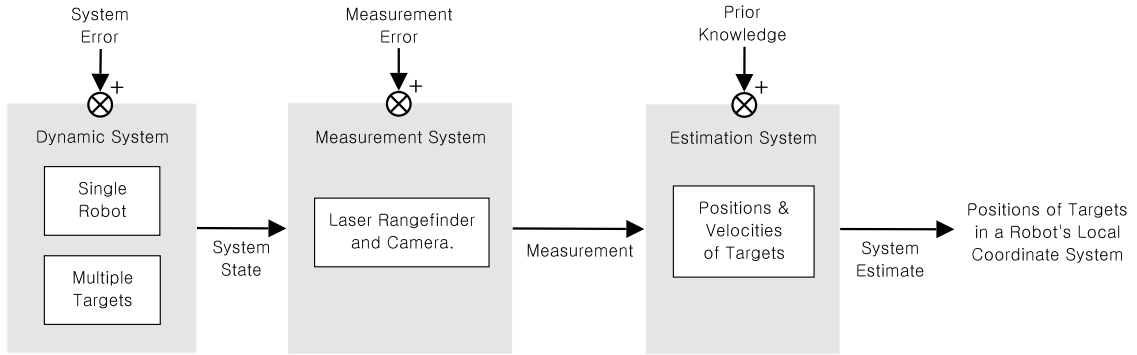 System
Error
+
Dynamic System
Single
Robot
Multiple
Targets
System
State
Measurement
Error
+
Measurement System
Laser Rangefinder
and Camera.
Measurement
Prior
Knowledge
+
Estimation System
Positions &
Velocities
of Targets
System
Estimate
Positions of Targets
in a Robot's Local
Coordinate System